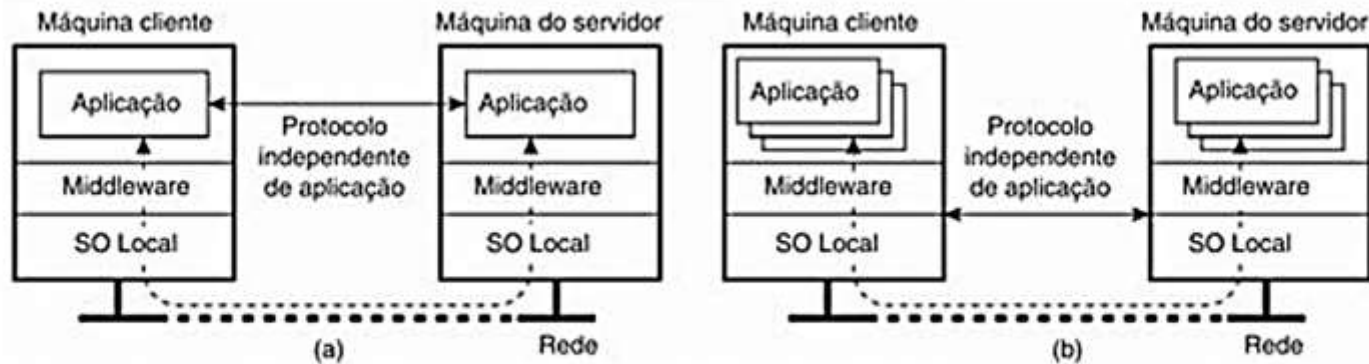 Máquina cliente
Máquina do servidor
Aplicação
Aplicação
Protocolo
independente
de aplicação
Middleware
Middleware
SO Local
SO Local
(a)
Rede
Máquina cliente
Máquina do servidor
Aplicação
Aplicação
Protocolo
independente
de aplicação
Middleware
Middleware
SO Local
SO Local
(b)
Rede